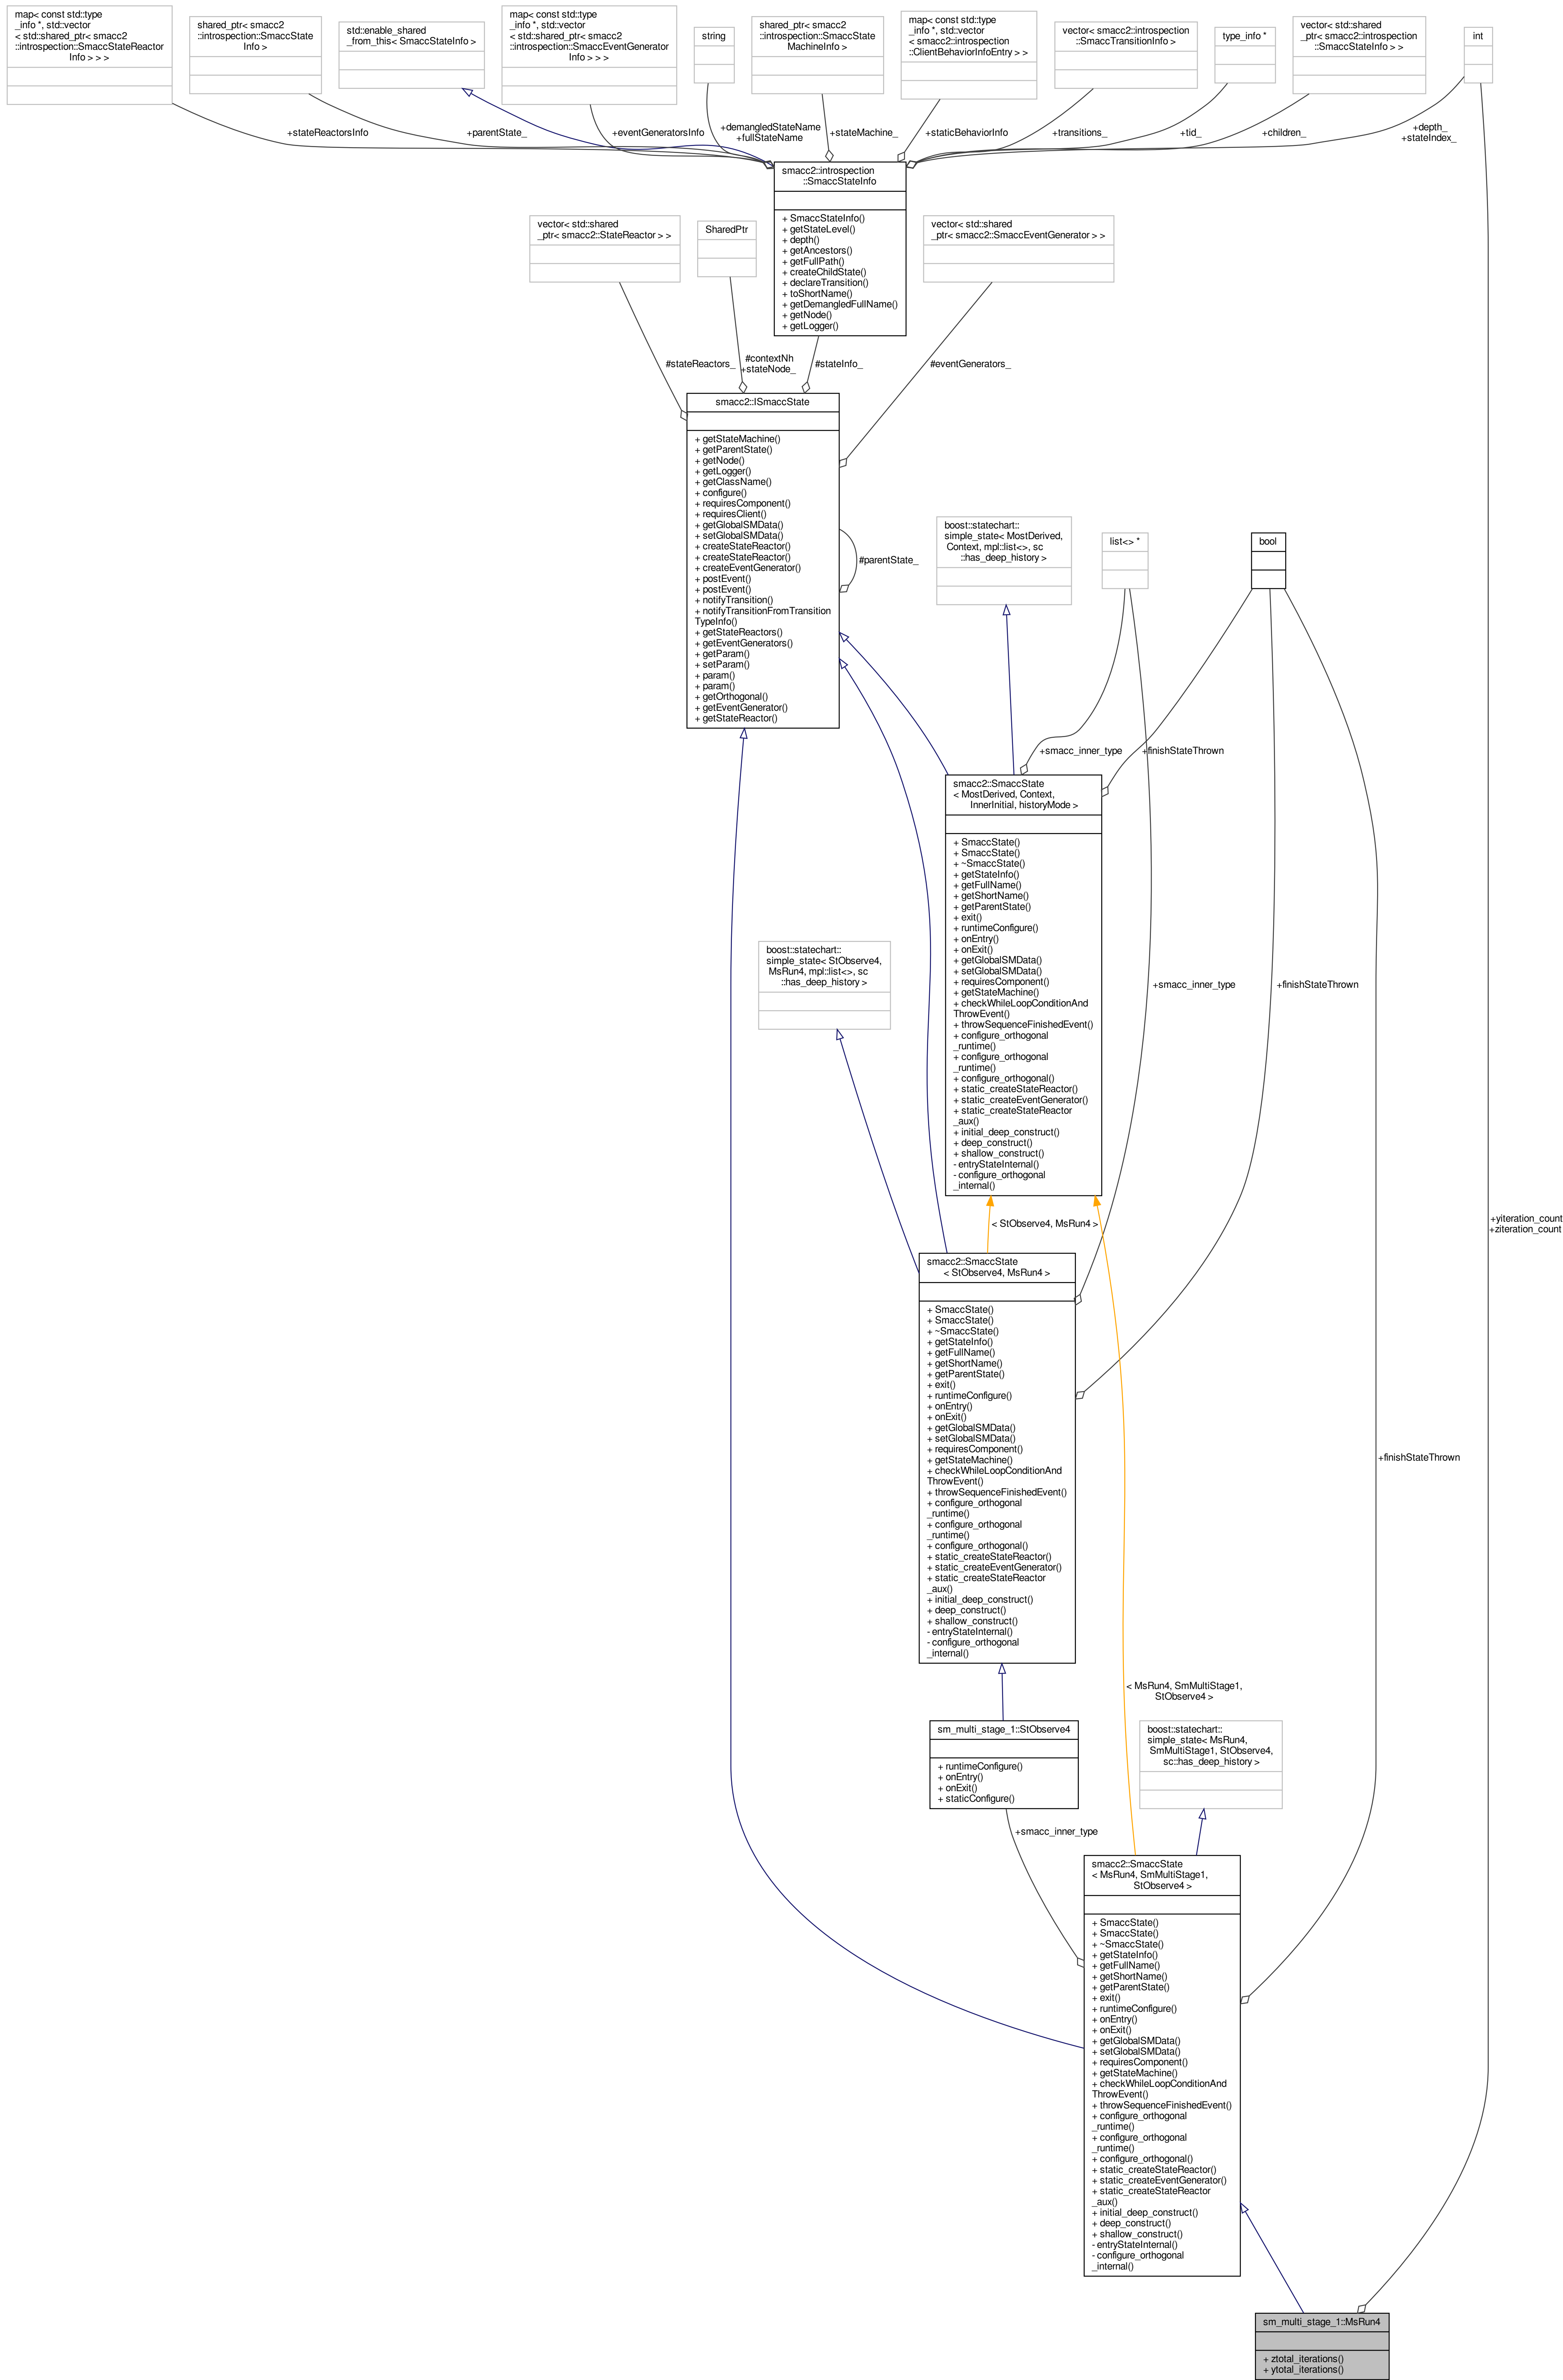 map< const std::type
_info *, std::vector
< std::shared_ptr< smacc2
::introspection::SmaccStateReactor
Info > > >
shared_ptr< smacc2
::introspection::SmaccState
Info >
std::enable_shared
_from_this< SmaccStateInfo >
map< const std::type
_info *, std::vector
< std::shared_ptr< smacc2
::introspection::SmaccEventGenerator
Info > > >
string
shared_ptr< smacc2
::introspection::SmaccState
MachineInfo >
map< const std::type
_info *, std::vector
< smacc2::introspection
::ClientBehaviorInfoEntry > >
vector< smacc2::introspection
::SmaccTransitionInfo >
type_info *
vector< std::shared
_ptr< smacc2::introspection
::SmaccStateInfo > >
int
+stateReactorsInfo
+parentState_
+eventGeneratorsInfo
+demangledStateName
+fullStateName
+stateMachine_
+staticBehaviorInfo
+transitions_
+tid_
+children_
+depth_
+stateIndex_
smacc2::introspection
::SmaccStateInfo
+ SmaccStateInfo()
+ getStateLevel()
+ depth()
+ getAncestors()
+ getFullPath()
+ createChildState()
+ declareTransition()
+ toShortName()
+ getDemangledFullName()
+ getNode()
+ getLogger()
vector< std::shared
_ptr< smacc2::StateReactor > >
SharedPtr
vector< std::shared
_ptr< smacc2::SmaccEventGenerator > >
#stateReactors_
#contextNh
+stateNode_
#stateInfo_
#eventGenerators_
smacc2::ISmaccState
+ getStateMachine()
+ getParentState()
+ getNode()
+ getLogger()
+ getClassName()
+ configure()
+ requiresComponent()
+ requiresClient()
+ getGlobalSMData()
+ setGlobalSMData()
+ createStateReactor()
+ createStateReactor()
+ createEventGenerator()
+ postEvent()
+ postEvent()
+ notifyTransition()
+ notifyTransitionFromTransition
TypeInfo()
+ getStateReactors()
+ getEventGenerators()
+ getParam()
+ setParam()
+ param()
+ param()
+ getOrthogonal()
+ getEventGenerator()
+ getStateReactor()
#parentState_
boost::statechart::
simple_state< MostDerived,
Context, mpl::list<>, sc
::has_deep_history >
list<> *
bool
+smacc_inner_type
+finishStateThrown
smacc2::SmaccState
< MostDerived, Context,
InnerInitial, historyMode >
+ SmaccState()
+ SmaccState()
+ ~SmaccState()
+ getStateInfo()
+ getFullName()
+ getShortName()
+ getParentState()
+ exit()
+ runtimeConfigure()
+ onEntry()
+ onExit()
+ getGlobalSMData()
+ setGlobalSMData()
+ requiresComponent()
+ getStateMachine()
+ checkWhileLoopConditionAnd
ThrowEvent()
+ throwSequenceFinishedEvent()
+ configure_orthogonal
_runtime()
+ configure_orthogonal
_runtime()
+ configure_orthogonal()
+ static_createStateReactor()
+ static_createEventGenerator()
+ static_createStateReactor
_aux()
+ initial_deep_construct()
+ deep_construct()
+ shallow_construct()
- entryStateInternal()
- configure_orthogonal
_internal()
boost::statechart::
simple_state< StObserve4,
MsRun4, mpl::list<>, sc
::has_deep_history >
+smacc_inner_type
+finishStateThrown
+yiteration_count
+ziteration_count
< StObserve4, MsRun4 >
smacc2::SmaccState
< StObserve4, MsRun4 >
+ SmaccState()
+ SmaccState()
+ ~SmaccState()
+ getStateInfo()
+ getFullName()
+ getShortName()
+ getParentState()
+ exit()
+ runtimeConfigure()
+ onEntry()
+ onExit()
+ getGlobalSMData()
+ setGlobalSMData()
+ requiresComponent()
+ getStateMachine()
+ checkWhileLoopConditionAnd
ThrowEvent()
+ throwSequenceFinishedEvent()
+ configure_orthogonal
_runtime()
+ configure_orthogonal
_runtime()
+ configure_orthogonal()
+ static_createStateReactor()
+ static_createEventGenerator()
+ static_createStateReactor
_aux()
+ initial_deep_construct()
+ deep_construct()
+ shallow_construct()
- entryStateInternal()
- configure_orthogonal
_internal()
+finishStateThrown
< MsRun4, SmMultiStage1,
StObserve4 >
sm_multi_stage_1::StObserve4
+ runtimeConfigure()
+ onEntry()
+ onExit()
+ staticConfigure()
boost::statechart::
simple_state< MsRun4,
SmMultiStage1, StObserve4,
sc::has_deep_history >
+smacc_inner_type
smacc2::SmaccState
< MsRun4, SmMultiStage1,
StObserve4 >
+ SmaccState()
+ SmaccState()
+ ~SmaccState()
+ getStateInfo()
+ getFullName()
+ getShortName()
+ getParentState()
+ exit()
+ runtimeConfigure()
+ onEntry()
+ onExit()
+ getGlobalSMData()
+ setGlobalSMData()
+ requiresComponent()
+ getStateMachine()
+ checkWhileLoopConditionAnd
ThrowEvent()
+ throwSequenceFinishedEvent()
+ configure_orthogonal
_runtime()
+ configure_orthogonal
_runtime()
+ configure_orthogonal()
+ static_createStateReactor()
+ static_createEventGenerator()
+ static_createStateReactor
_aux()
+ initial_deep_construct()
+ deep_construct()
+ shallow_construct()
- entryStateInternal()
- configure_orthogonal
_internal()
sm_multi_stage_1::MsRun4
+ ztotal_iterations()
+ ytotal_iterations()